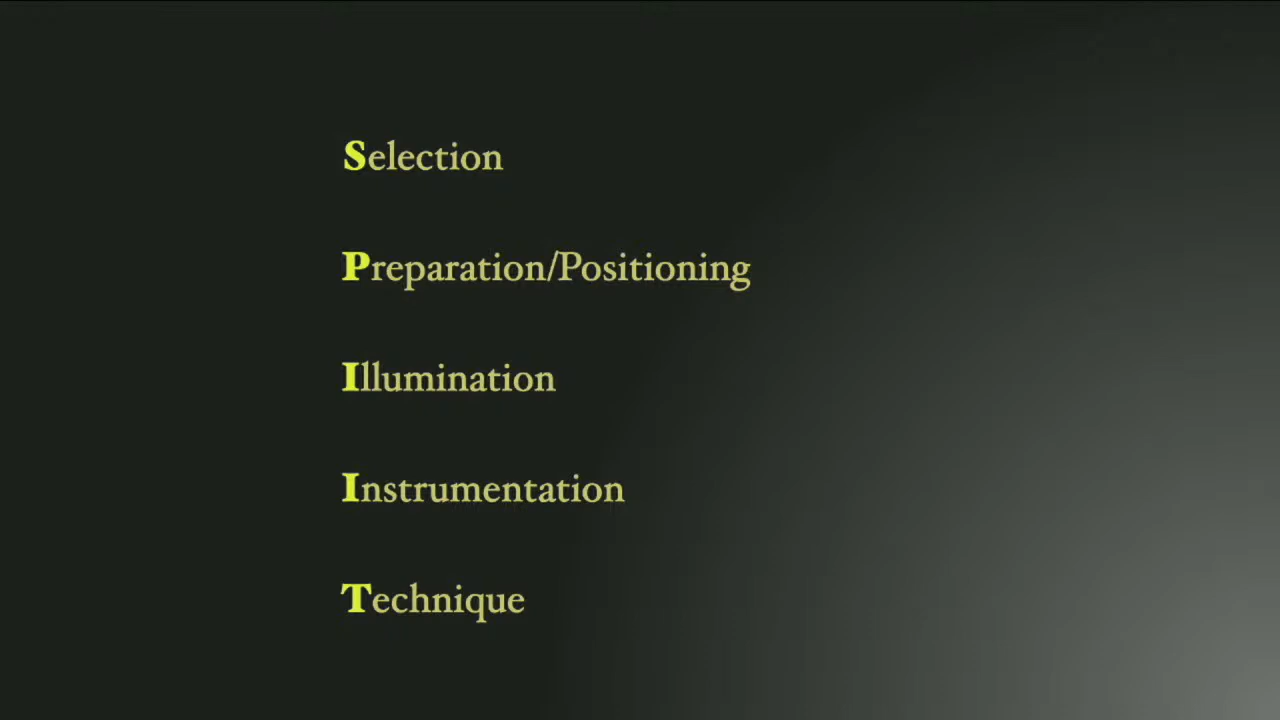 Selection
Preparation/Positioning
Illumination
Instrumentation
Technique